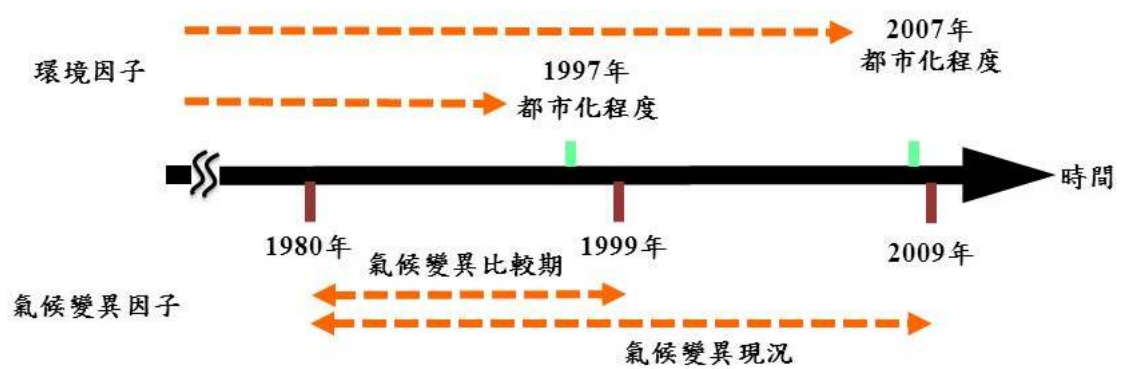 2007年
都市化程度
環境因子
1997年
都市化程度
時間
1980年
1999年
2009年
氣候變異比較期
氣候變異因子
氣候變異現況